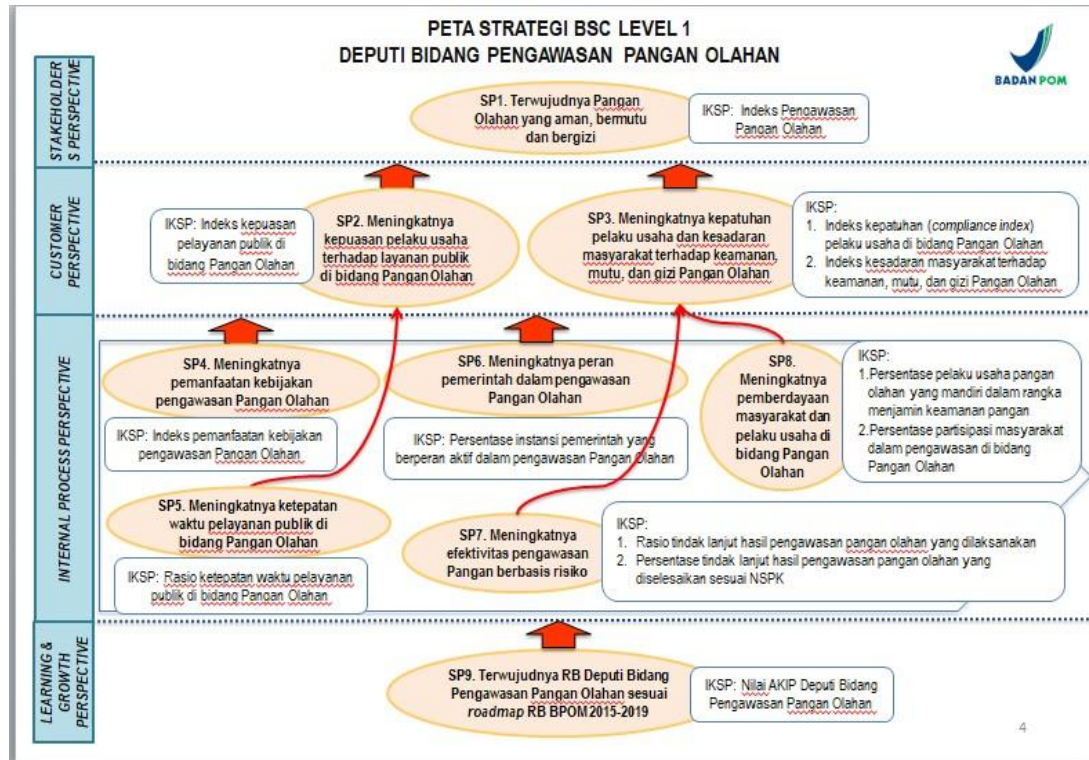 PETA STRATEGI BSC LEVEL 1
DEPUTI BIDANG PENGAWASAN PANGAN OLAHAN
BADAN POM
STAKEHOLDER
S PERSPECTIVE
SP1. Terwujudnya Pangan
Olahan yang aman, bermutu
dan bergizi
IKSP: Indeks Pengawasan
Pangan Olahan
CUSTOMER
PERSPECTIVE
IKSP: Indeks kepuasan
pelayanan publik di
bidang Pangan Olahan
SP2. Meningkatnya
kepuasan pelaku usaha
terhadap layanan publik
di bidang Pangan Olahan
SP3. Meningkatnya kepatuhan
pelaku usaha dan kesadaran
masyarakat terhadap keamanan,
mutu, dan gizi Pangan Olahan
IKSP:
1. Indeks kepatuhan (compliance index)
pelaku usaha di bidang Pangan Olahan
2. Indeks kesadaran masyarakat terhadap
keamanan, mutu, dan gizi Pangan Olahan
INTERNAL PROCESS PERSPECTIVE
SP4. Meningkatnya
pemanfaatan kebijakan
pengawasan Pangan Olahan
IKSP: Indeks pemanfaatan kebijakan
pengawasan Pangan Olahan
SP6. Meningkatnya peran
pemerintah dalam pengawasan
Pangan Olahan
IKSP: Persentase instansi pemerintah yang
berperan aktif dalam pengawasan Pangan Olahan
SP8.
Meningkatnya
pemberdayaan
masyarakat dan
pelaku usaha di
bidang Pangan
Olahan
IKSP:
1.Persentase pelaku usaha pangan
olahan yang mandiri dalam rangka
menjamin keamanan pangan
2.Persentase partisipasi masyarakat
dalam pengawasan di bidang
Pangan Olahan
SP5. Meningkatnya ketepatan
waktu pelayanan publik di
bidang Pangan Olahan
IKSP: Rasio ketepatan waktu pelayanan
publik di bidang Pangan Olahan
SP7. Meningkatnya
efektivitas pengawasan
Pangan berbasis risiko
IKSP:
1. Rasio tindak lanjut hasil pengawasan pangan olahan yang dilaksanakan
2. Persentase tindak lanjut hasil pengawasan pangan olahan yang
diselesaikan sesuai NSPK
LEARNING &
GROWTH
PERSPECTIVE
SP9. Terwujudnya RB Deputi Bidang
Pengawasan Pangan Olahan sesuai
roadmap RB BPOM 2015-2019
IKSP: Nilai AKIP Deputi Bidang
Pengawasan Pangan Olahan
4